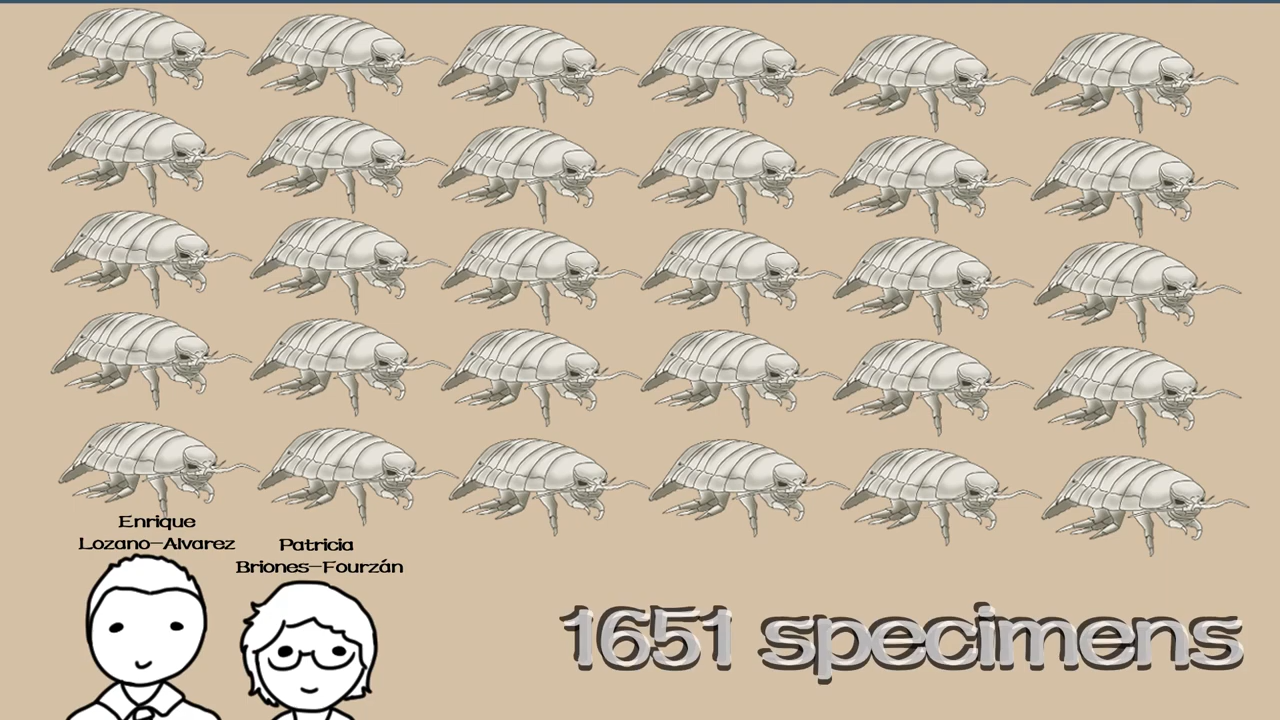 Enrique
Lozano-Alvarez
Patricia
Briones-Fourzán
1651 specimens